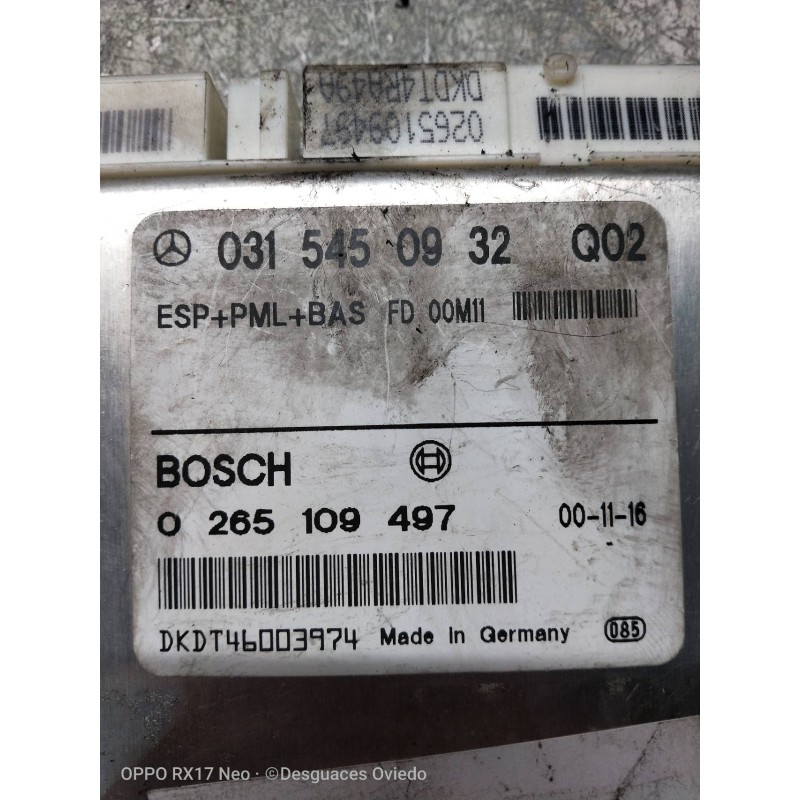 DKDT4RA49A
0265109497
031 545 09 32 Q02
ESP+PML+BAS FD 00M11
BOSCH
0 265 109 497 00-11-16
DKDT46003974 Made in Germany 085
OPPO RX17 Neo · ©Desguaces Oviedo